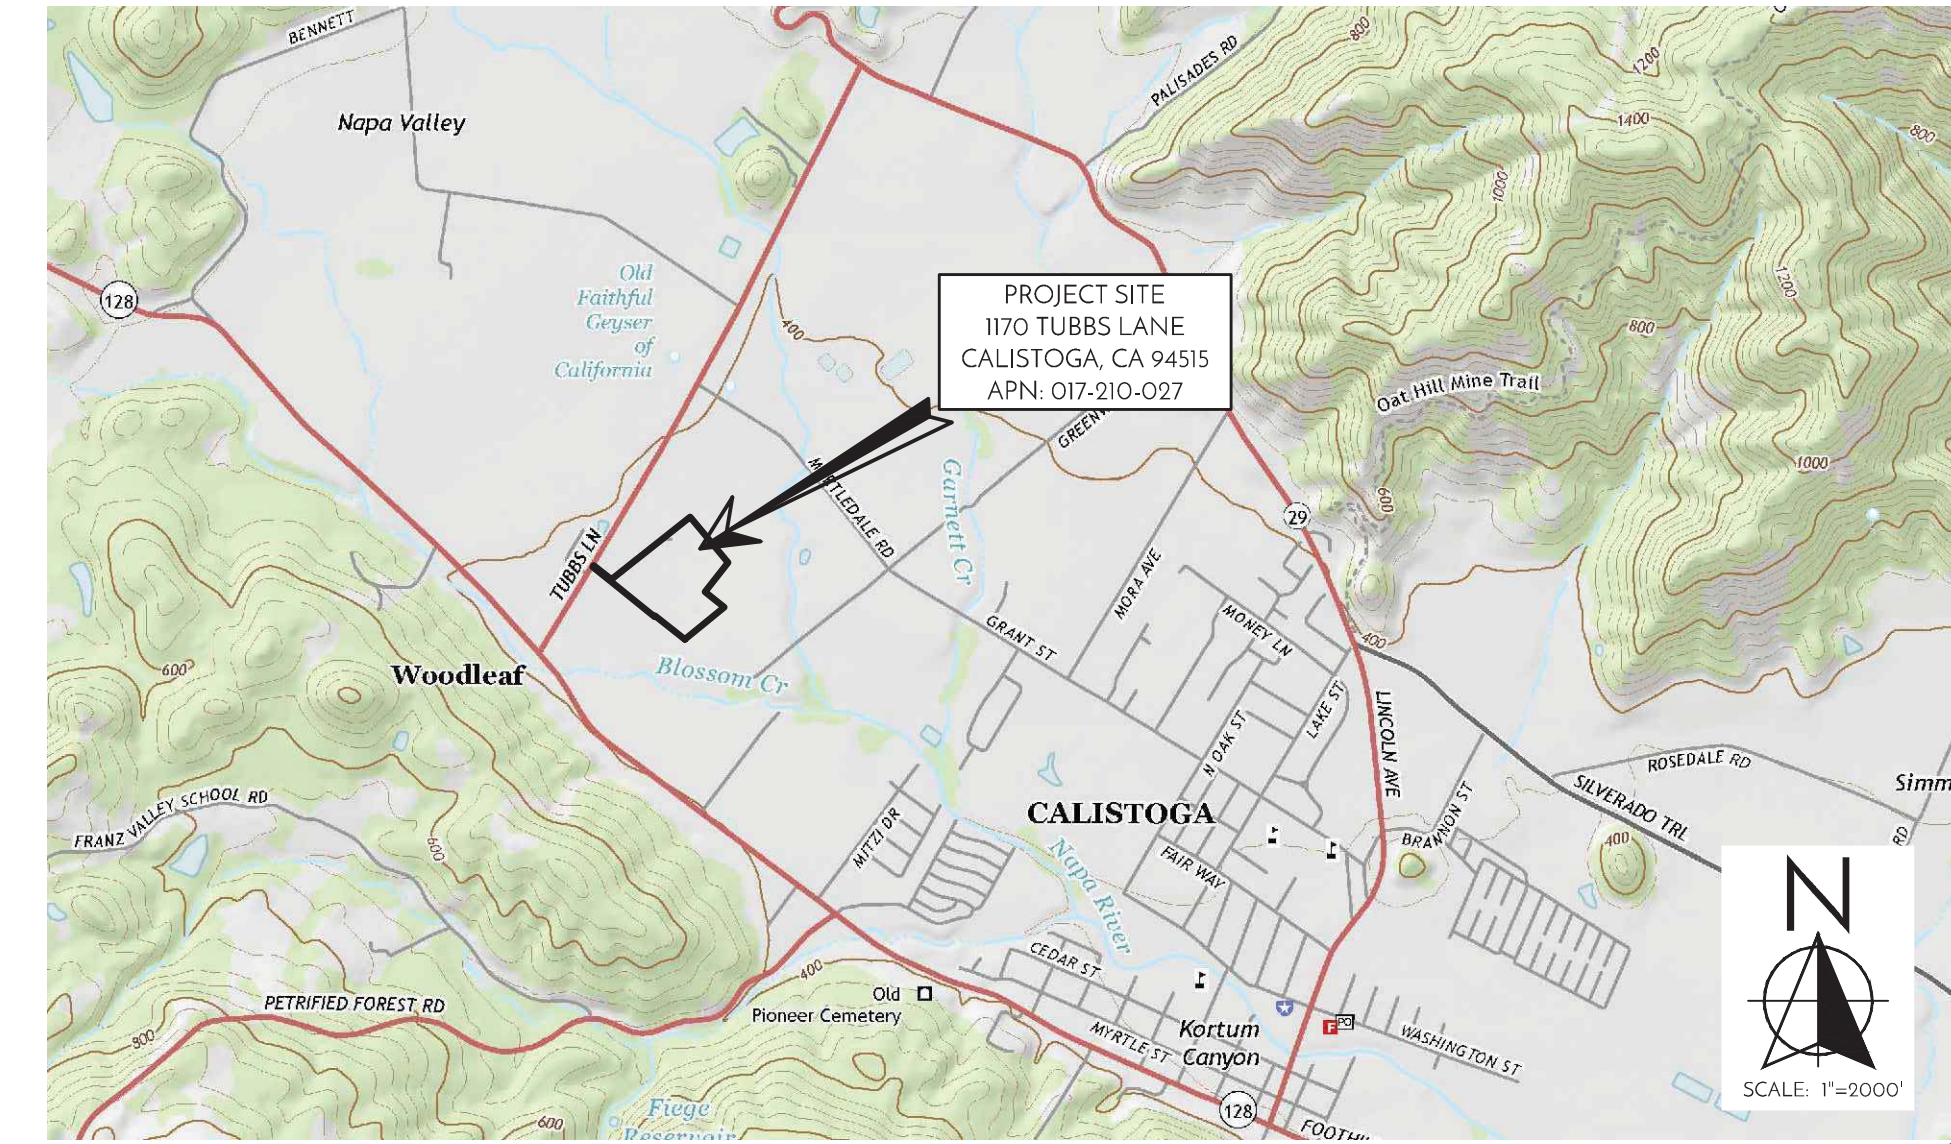 BENNETT
Napa Valley
PALISADES RD
800
1200
1400
800
1000
128
Old
Faithful
Geyser
of
California
400
PROJECT SITE
1170 TUBBS LANE
CALISTOGA, CA 94515
APN: 017-210-027
1200
800
Oat Hill Mine Trail
1000
600
29
TUBBS LN
Garnett Cr
MORA AVE
MONEY LN
GRANT ST
400
600
Woodleaf
Blossom Cr
LAKE ST
N OAK ST
LINCOLN AVE
ROSEDALE RD
SILVERADO TRL
RD
FRANZ VALLEY SCHOOL RD
600
MITZI DR
CALISTOGA
Napa River
FAIR WAY
BRANNON ST
400
N
CEDAR ST
400
Old
Pioneer Cemetery
PETRIFIED FOREST RD
800
Kortum
Canyon
MYRTLE ST
F
PO
WASHINGTON ST
SCALE: 1"=2000'
Fiege
Reservoir
600
128